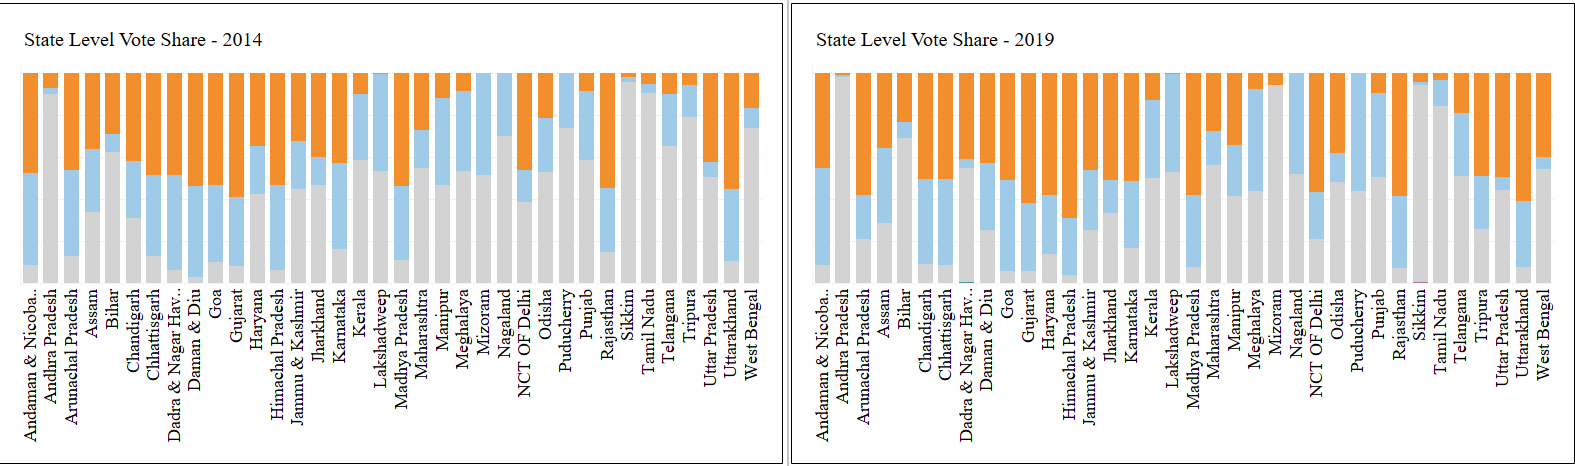 State Level Vote Share - 2014
Andaman & Nicoba..
Andhra Pradesh
Arunachal Pradesh
Assam
Bihar
Chandigarh
Chhattisgarh
Dadra & Nagar Hav..
Daman & Diu
Goa
Gujarat
Haryana
Himachal Pradesh
Jammu & Kashmir
Jharkhand
Karnataka
Kerala
Lakshadweep
Madhya Pradesh
Maharashtra
Manipur
Meghalaya
Mizoram
Nagaland
NCT OF Delhi
Odisha
Puduchery
Punjab
Rajasthan
Sikkim
Tamil Nadu
Telangana
Tripura
Uttar Pradesh
Uttarakhand
West Bengal
State Level Vote Share - 2019
Andaman & Nicoba..
Andhra Pradesh
Arunachal Pradesh
Assam
Bihar
Chandigarh
Chhattisgarh
Dadra & Nagar Hav..
Daman & Diu
Goa
Gujarat
Haryana
Himachal Pradesh
Jammu & Kashmir
Jharkhand
Karnataka
Kerala
Lakshadweep
Madhya Pradesh
Maharashtra
Manipur
Meghalaya
Mizoram
Nagaland
NCT OF Delhi
Odisha
Puduchery
Punjab
Rajasthan
Sikkim
Tamil Nadu
Telangana
Tripura
Uttar Pradesh
Uttarakhand
West Bengal